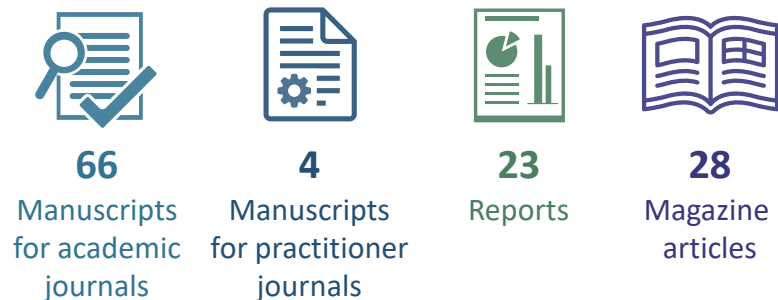 66
Manuscripts
for academic
journals
4
Manuscripts
for practitioner
journals
23
Reports
28
Magazine
articles